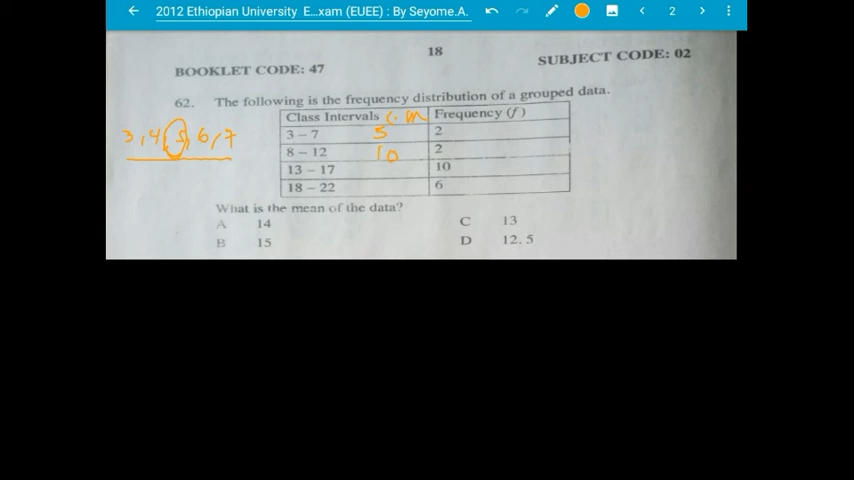 2012 Ethiopian University E...xam (EUEE) : By Seyome.A. 2
18
BOOKLET CODE: 47 SUBJECT CODE: 02
62. The following is the frequency distribution of a grouped data.
Class Intervals C.M Frequency (f)
3 – 7 5 2
3, 4, 5, 6, 7
8 – 12 10 2
13 – 17 10
18 – 22 6
What is the mean of the data?
A 14 C 13
B 15 D 12. 5